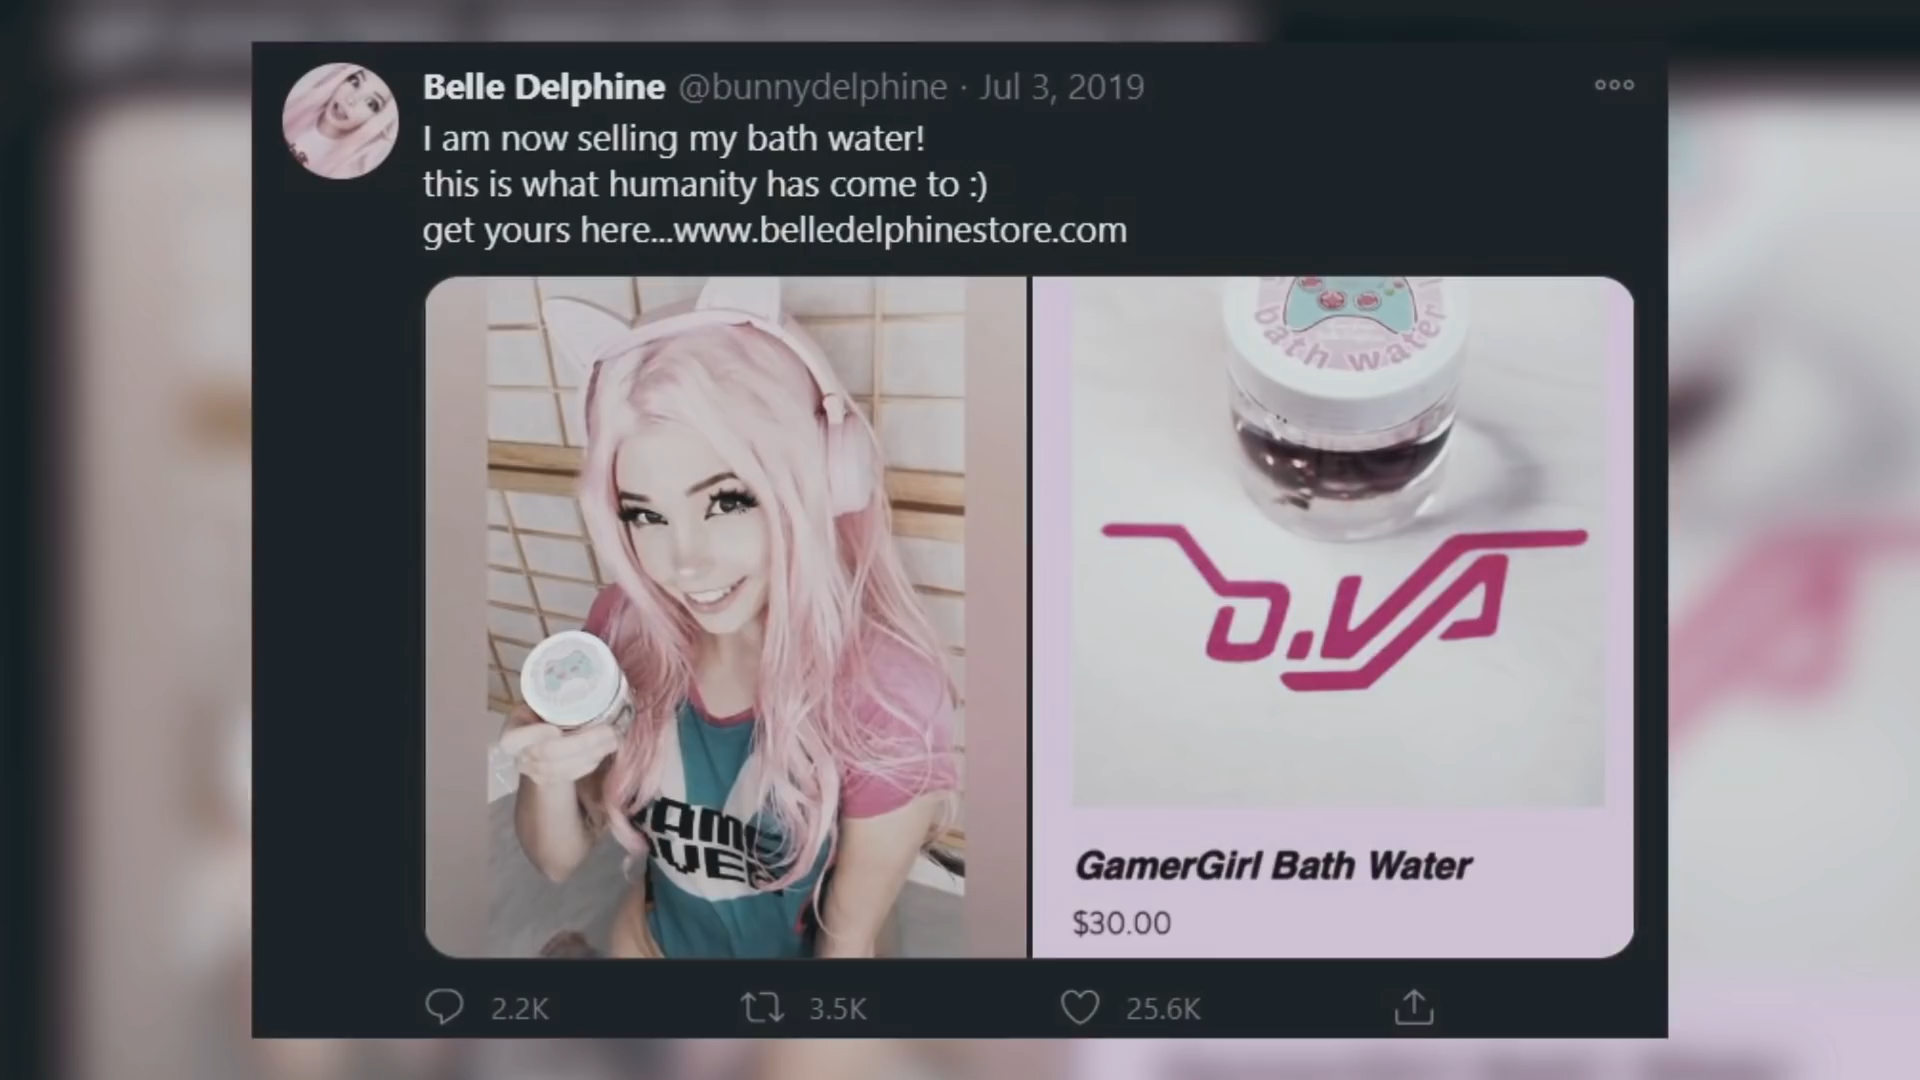 Belle Delphine @bunnydelphine · Jul 3, 2019
I am now selling my bath water!
this is what humanity has come to :)
get yours here...www.belledelphinestore.com
bath water
D.VA
GamerGirl Bath Water
$30.00
2.2K 3.5K 25.6K